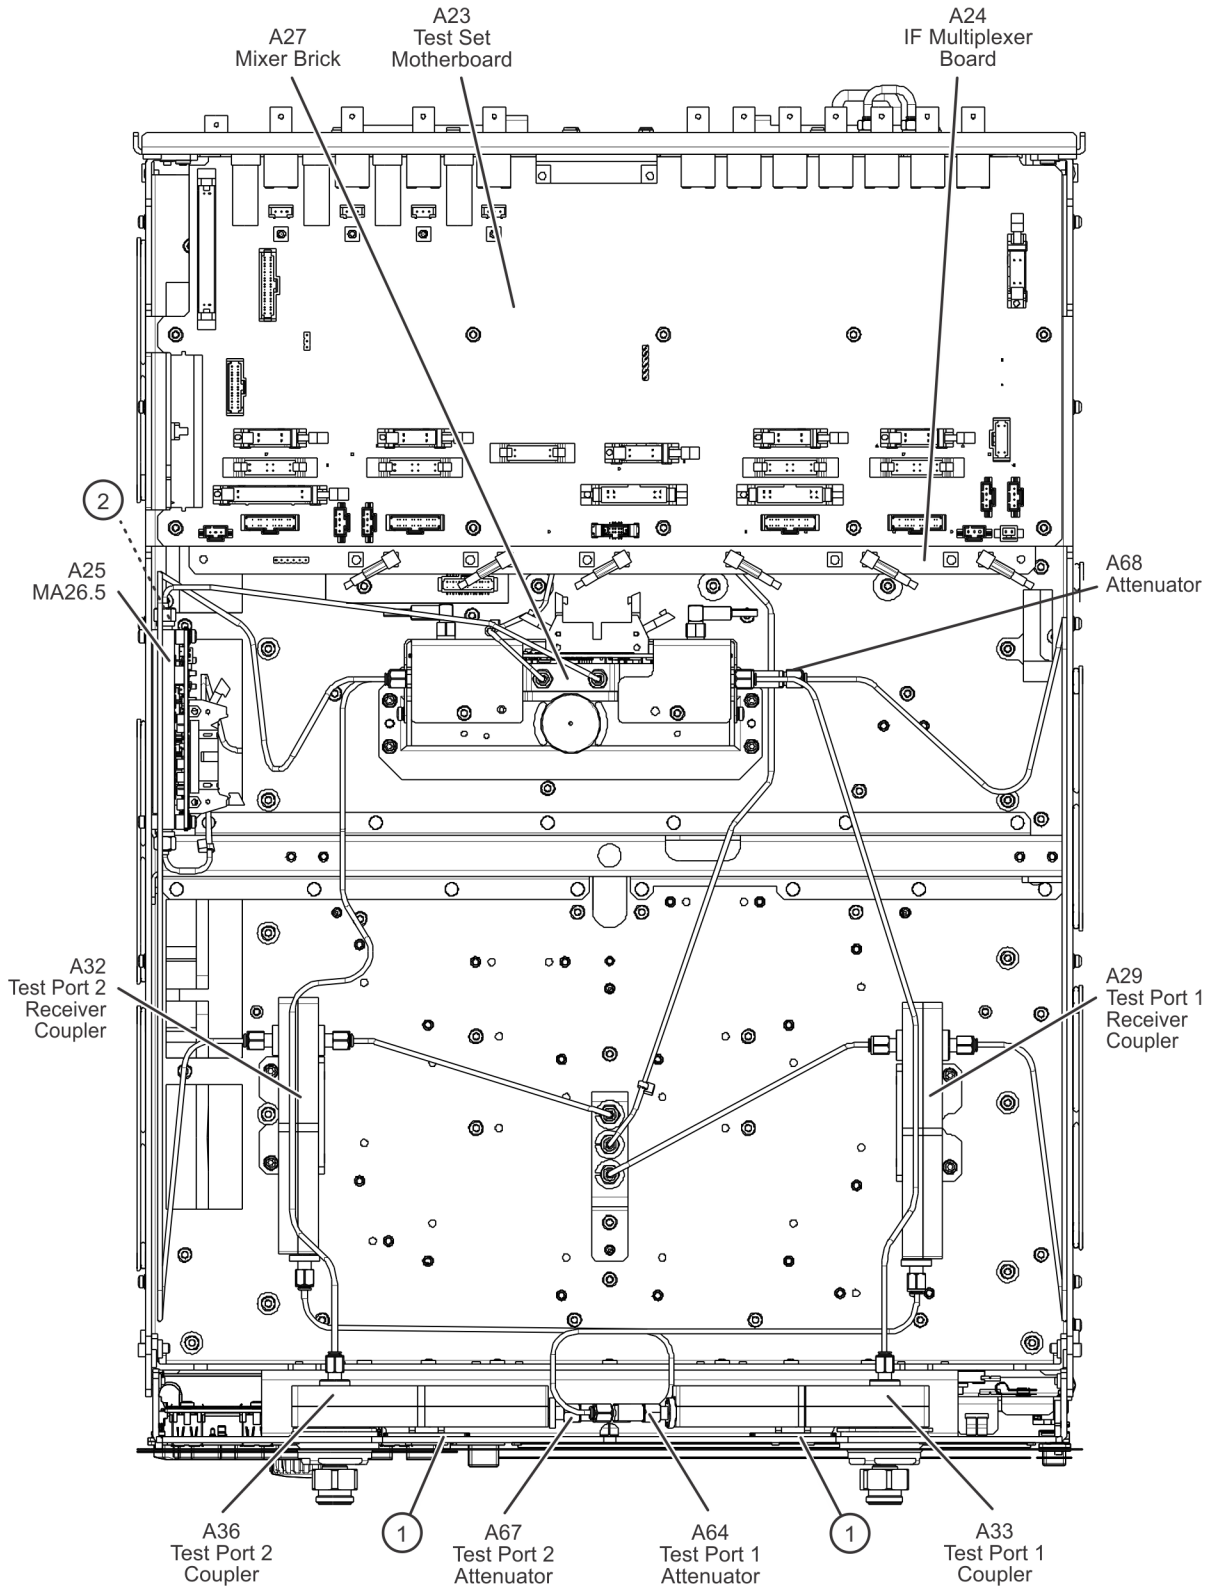 A23
Test Set
Motherboard
A27
Mixer Brick
A24
IF Multiplexer
Board
2
A25
MA26.5
A68
Attenuator
A32
Test Port 2
Receiver
Coupler
A29
Test Port 1
Receiver
Coupler
A36
Test Port 2
Coupler
1
A67
Test Port 2
Attenuator
A64
Test Port 1
Attenuator
1
A33
Test Port 1
Coupler